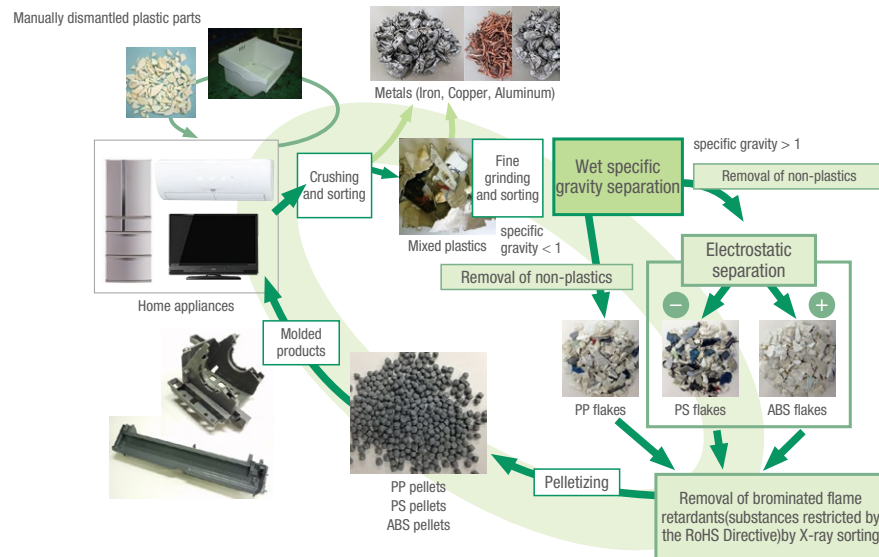 Manually dismantled plastic parts
Metals (Iron, Copper, Aluminum)
Crushing
and sorting
Fine
grinding
and sorting
Mixed plastics
specific
gravity < 1
Wet specific
gravity separation
specific gravity > 1
Removal of non-plastics
Removal of non-plastics
Electrostatic
separation
−
+
Home appliances
Molded
products
PP flakes
PS flakes
ABS flakes
Pelletizing
PP pellets
PS pellets
ABS pellets
Removal of brominated flame
retardants(substances restricted by
the RoHS Directive)by X-ray sorting